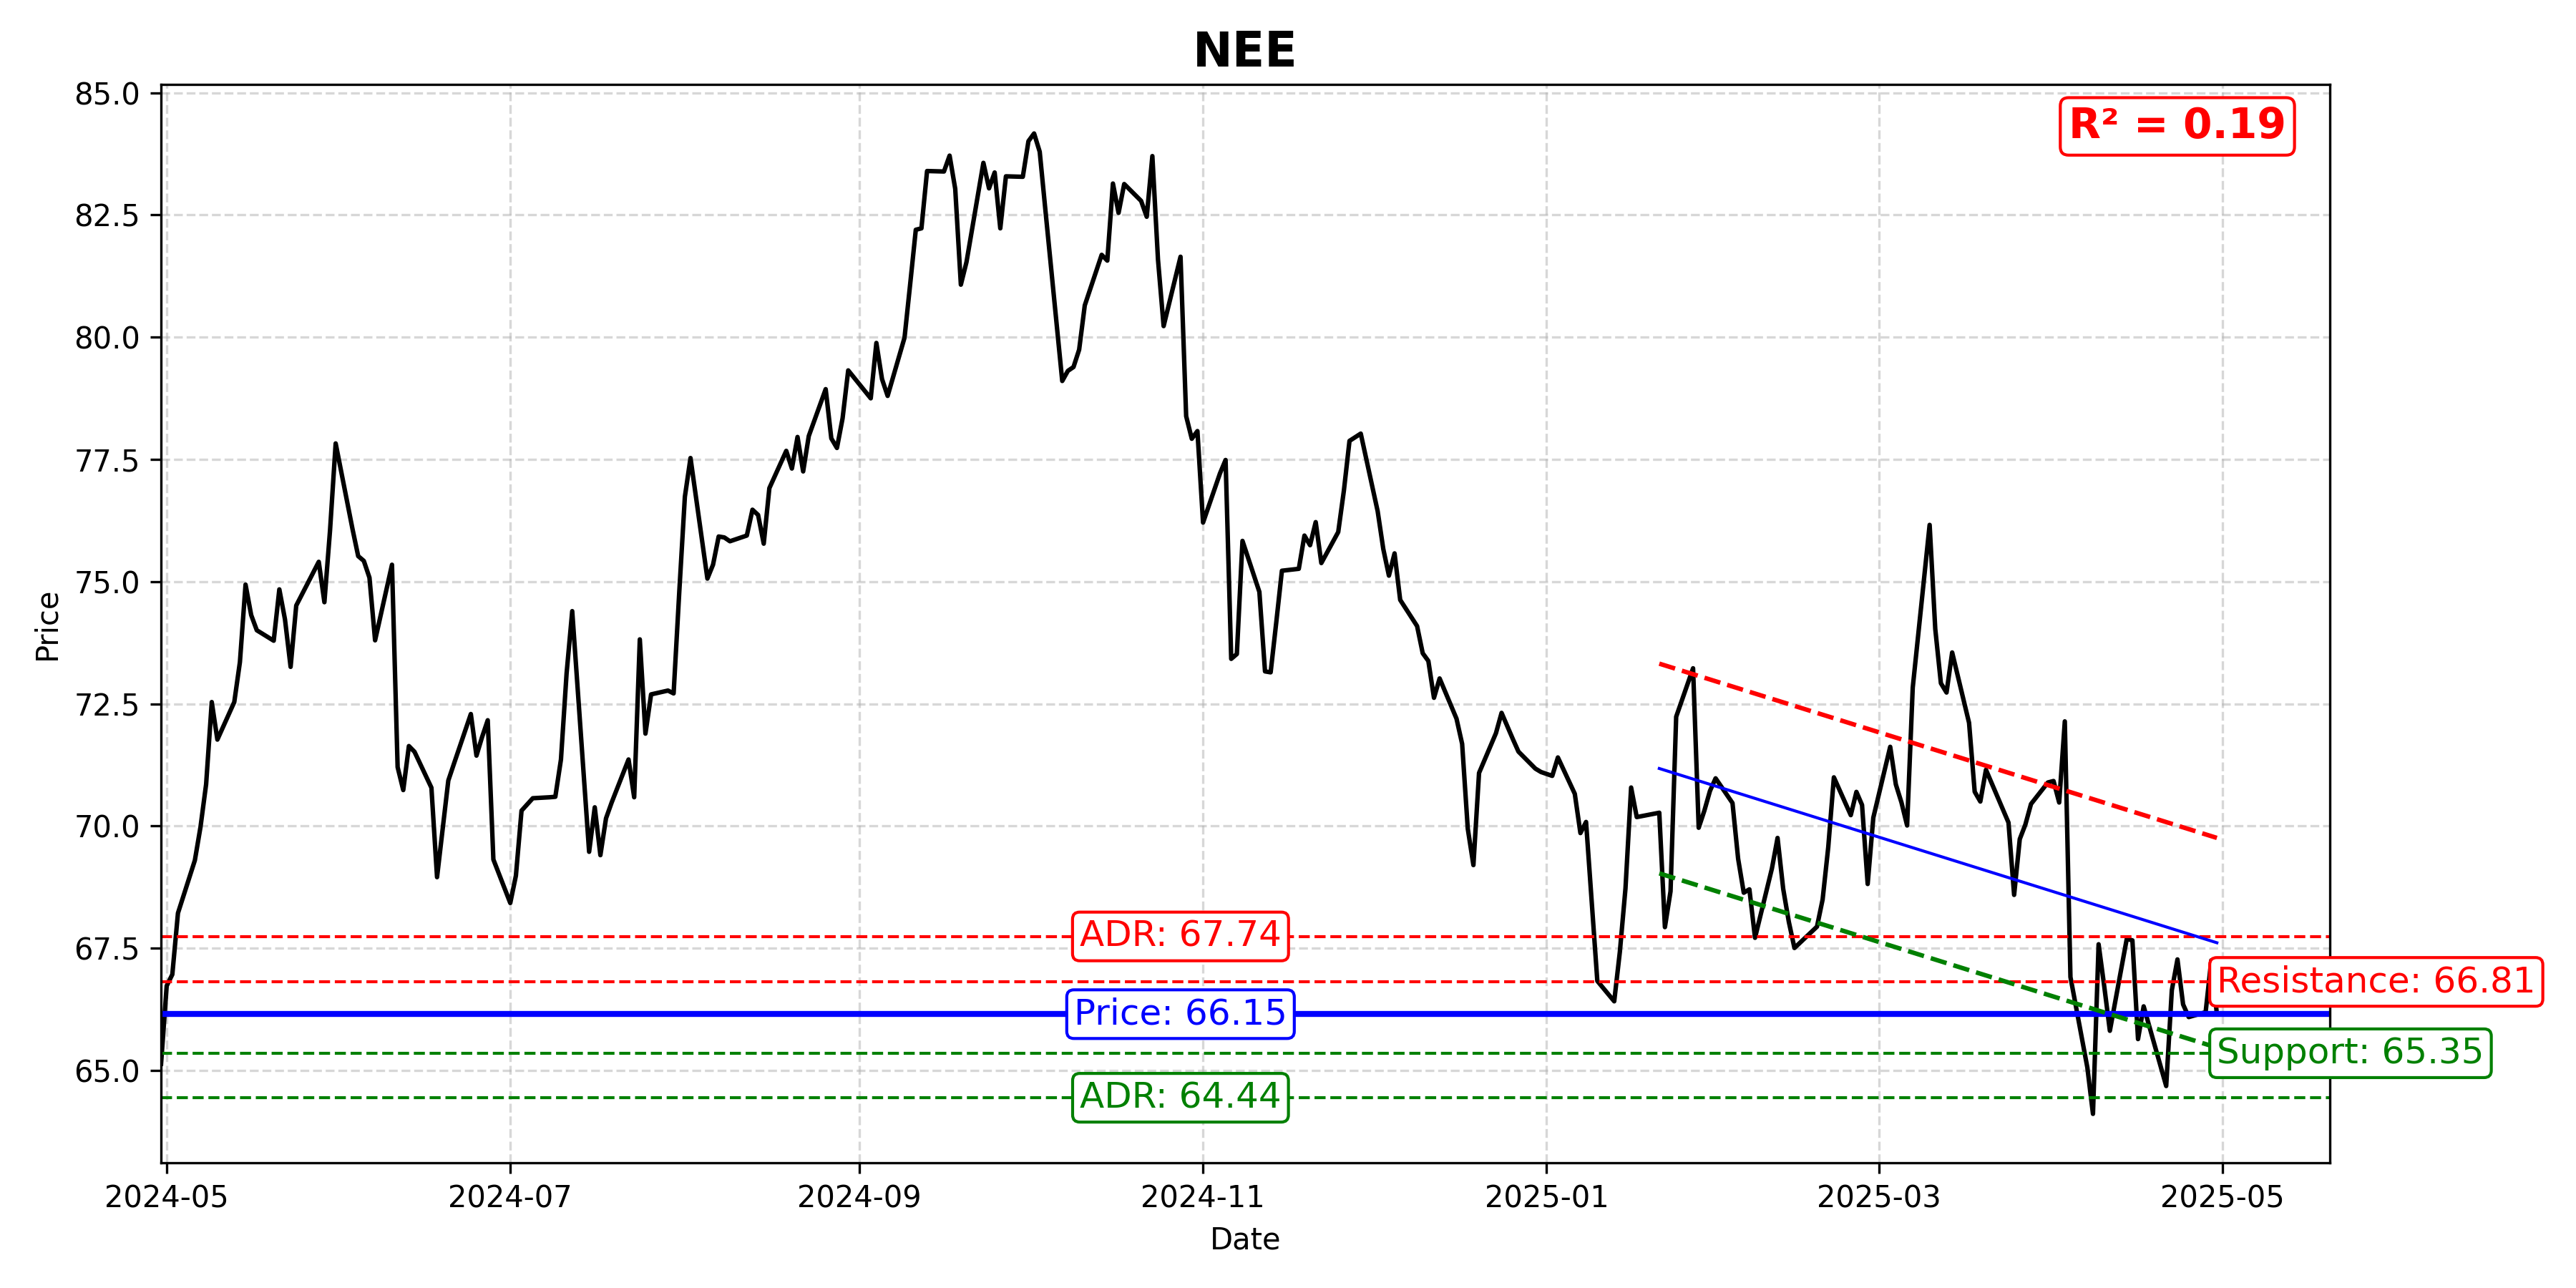 NEE
R² = 0.19
85.0
82.5
80.0
77.5
75.0
72.5
70.0
67.5
65.0
Price
ADR: 67.74
Resistance: 66.81
Price: 66.15
Support: 65.35
ADR: 64.44
2024-05 2024-07 2024-09 2024-11 2025-01 2025-03 2025-05
Date